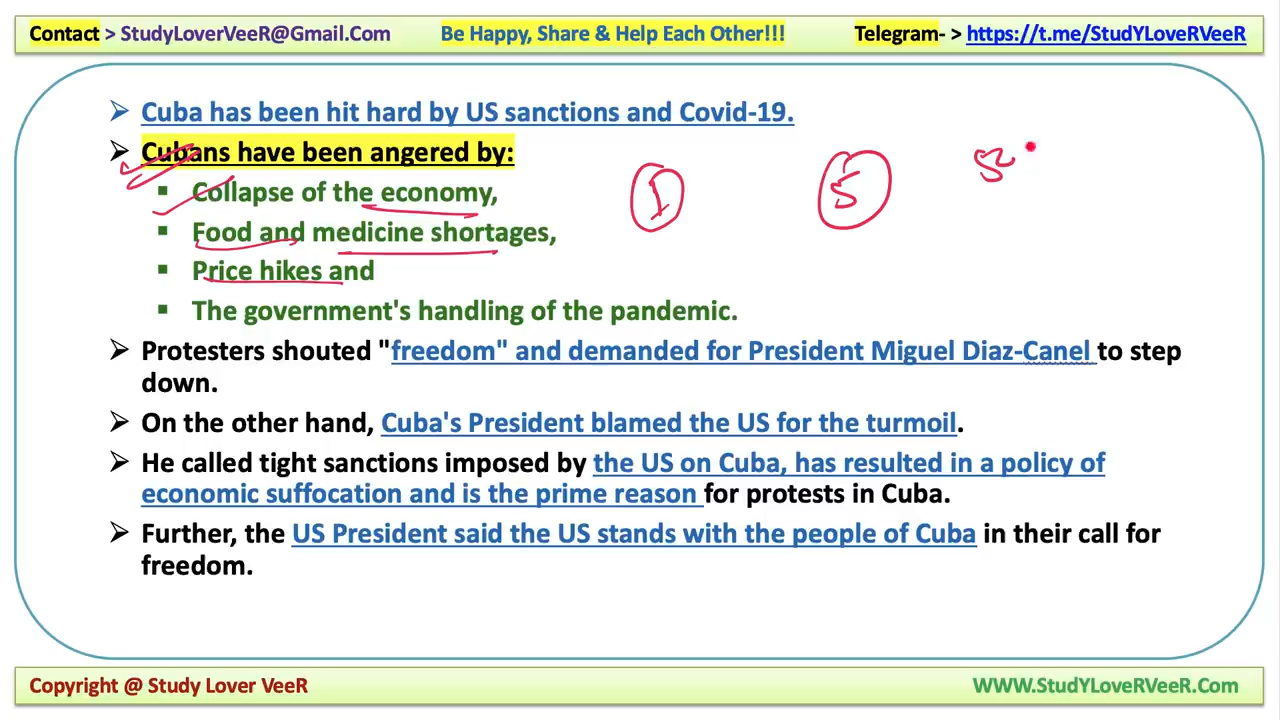 Contact > StudyLoverVeeR@Gmail.Com Be Happy, Share & Help Each Other!!! Telegram- > https://t.me/StudYLoveRVeeR
➢ Cuba has been hit hard by US sanctions and Covid-19.
➢ Cubans have been angered by:
▪ Collapse of the economy,
▪ Food and medicine shortages,
▪ Price hikes and
▪ The government's handling of the pandemic.
1 5
➢ Protesters shouted "freedom" and demanded for President Miguel Diaz-Canel to step
down.
➢ On the other hand, Cuba's President blamed the US for the turmoil.
➢ He called tight sanctions imposed by the US on Cuba, has resulted in a policy of
economic suffocation and is the prime reason for protests in Cuba.
➢ Further, the US President said the US stands with the people of Cuba in their call for
freedom.
Copyright @ Study Lover VeeR WWW.StudYLoveRVeeR.Com